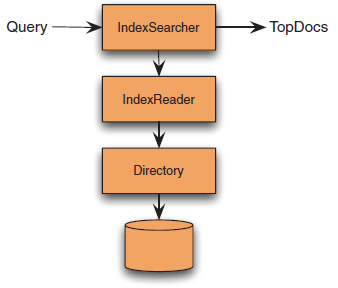 Query
IndexSearcher
TopDocs
IndexReader
Directory